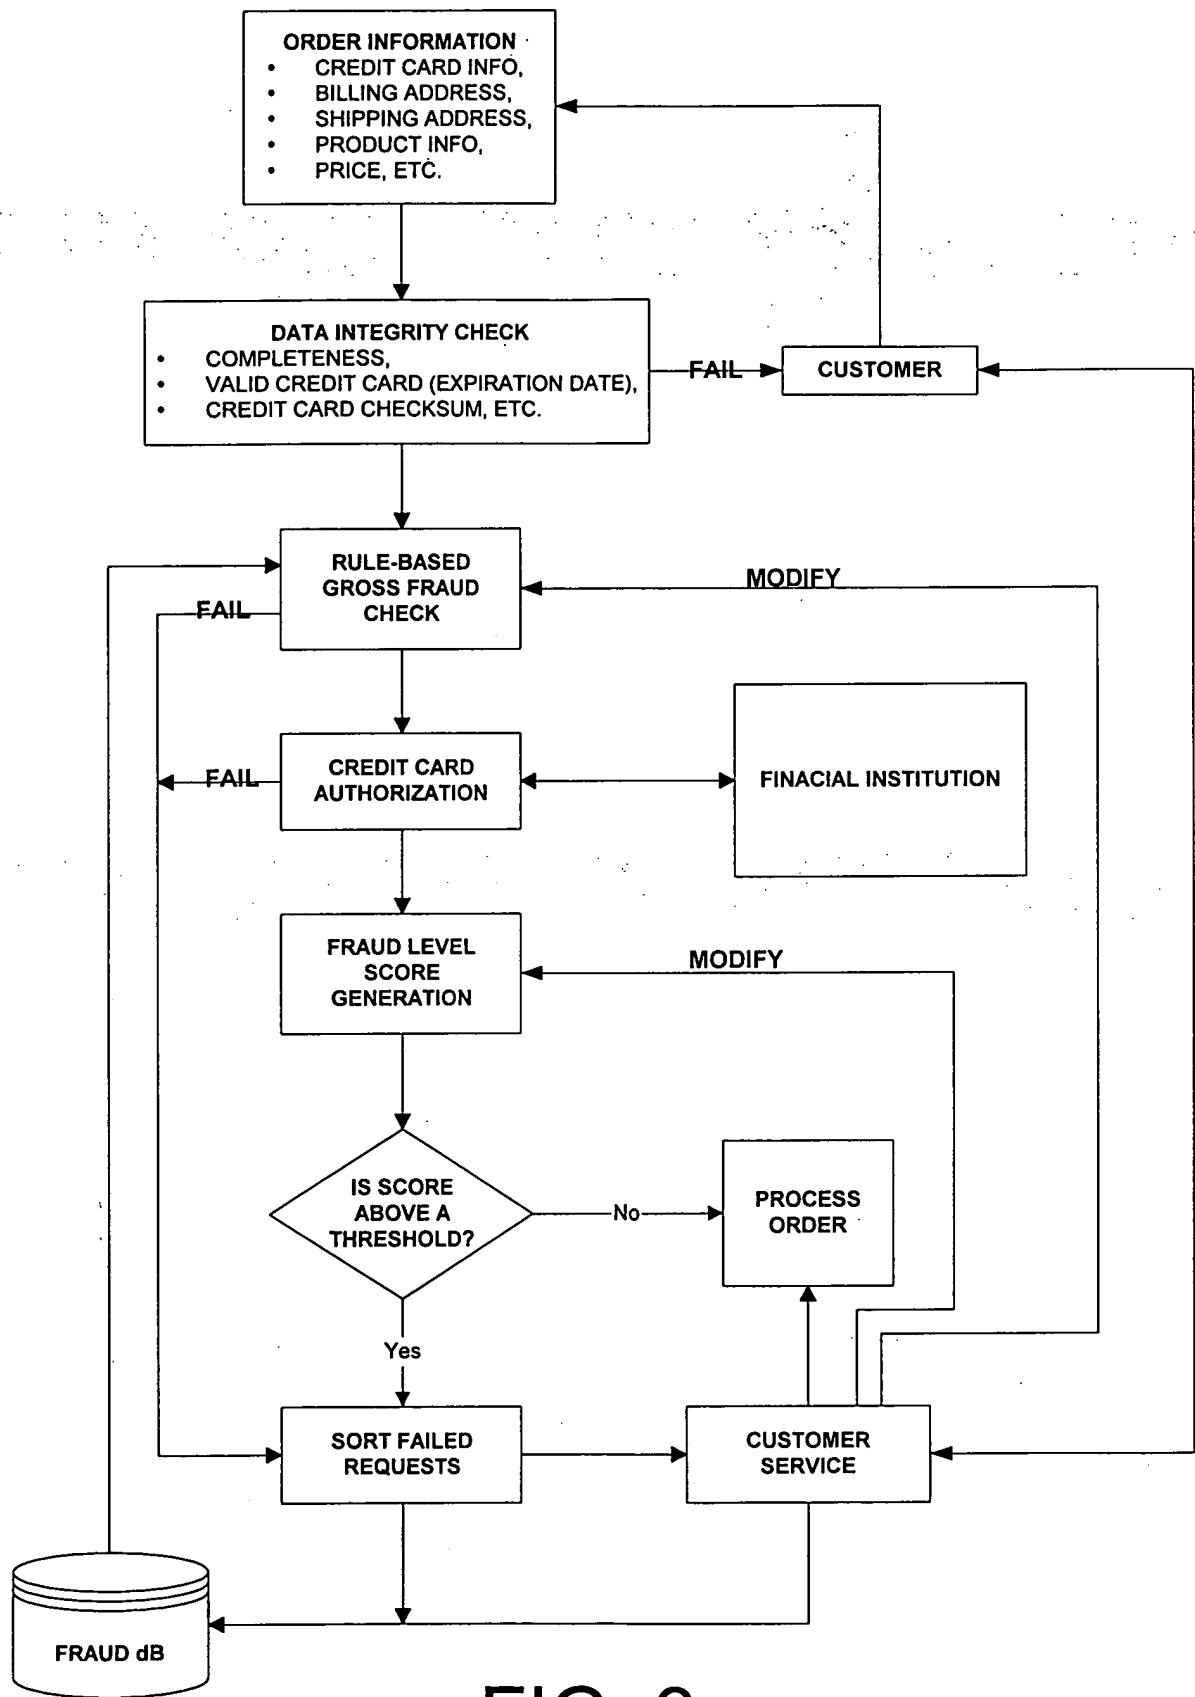 ORDER INFORMATION
• CREDIT CARD INFO,
• BILLING ADDRESS,
• SHIPPING ADDRESS,
• PRODUCT INFO,
• PRICE, ETC.
DATA INTEGRITY CHECK
• COMPLETENESS,
• VALID CREDIT CARD (EXPIRATION DATE),
• CREDIT CARD CHECKSUM, ETC.
FAIL
CUSTOMER
RULE-BASED
GROSS FRAUD
CHECK
MODIFY
FAIL
CREDIT CARD
AUTHORIZATION
FAIL
FINACIAL INSTITUTION
FRAUD LEVEL
SCORE
GENERATION
MODIFY
IS SCORE
ABOVE A
THRESHOLD?
No
PROCESS
ORDER
Yes
SORT FAILED
REQUESTS
CUSTOMER
SERVICE
FRAUD dB
FIG.